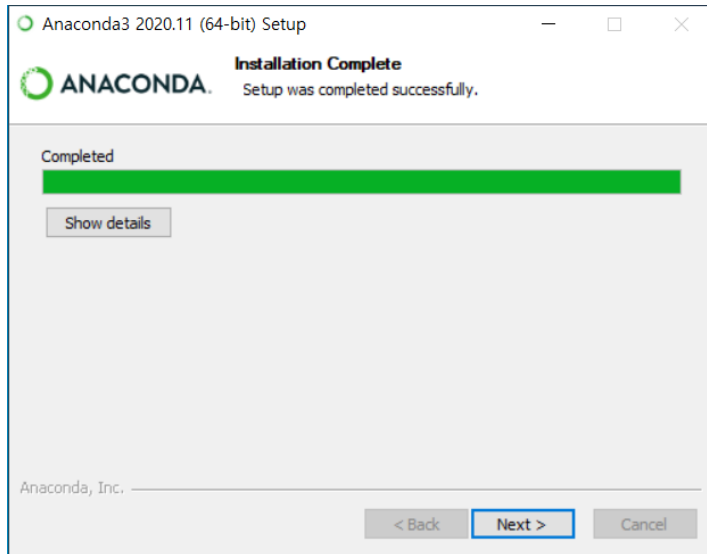 Anaconda3 2020.11 (64-bit) Setup
Installation Complete
ANACONDA.
Setup was completed successfully.
Completed
Show details
Anaconda, Inc.
< Back Next > Cancel